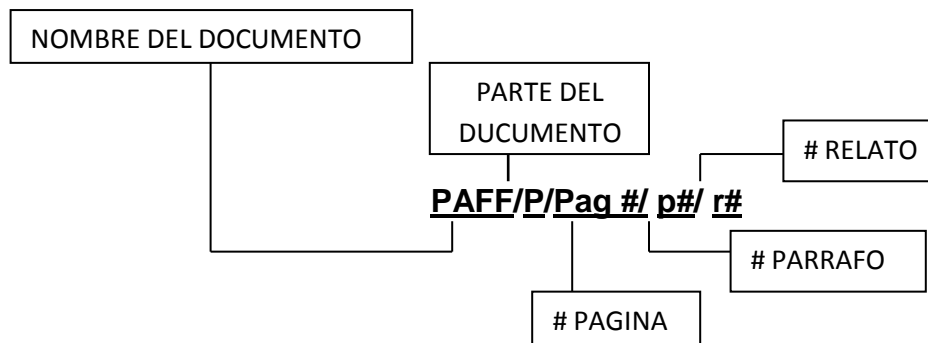 NOMBRE DEL DOCUMENTO
PARTE DEL
DUCUMENTO
# RELATO
PAFF/P/Pag #/ p#/ r#
# PARRAFO
# PAGINA